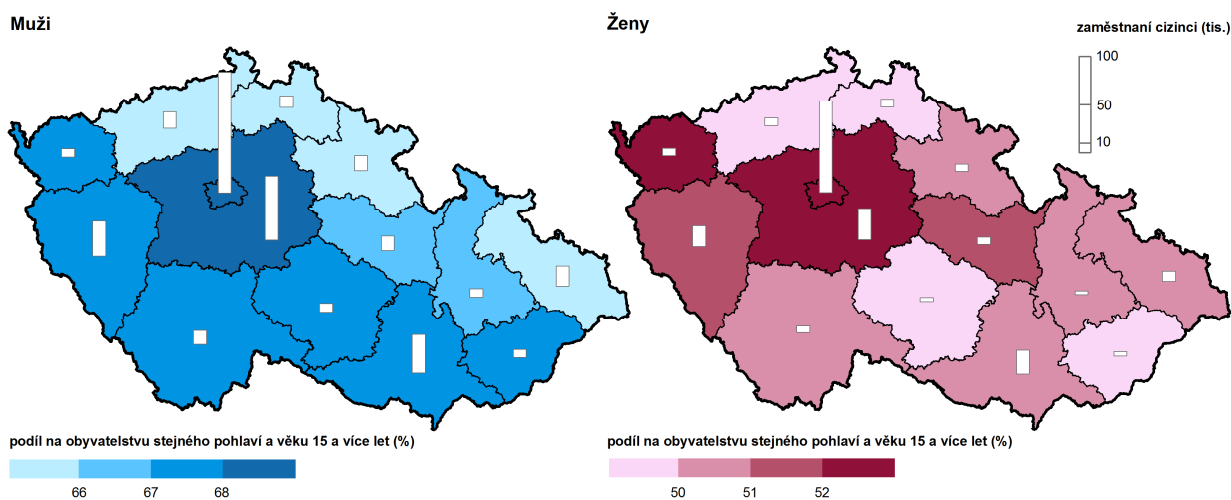 Muži
Ženy
zaměstnaní cizinci (tis.)
100
50
10
podíl na obyvatelstvu stejného pohlaví a věku 15 a více let (%)
66 67 68
podíl na obyvatelstvu stejného pohlaví a věku 15 a více let (%)
50 51 52